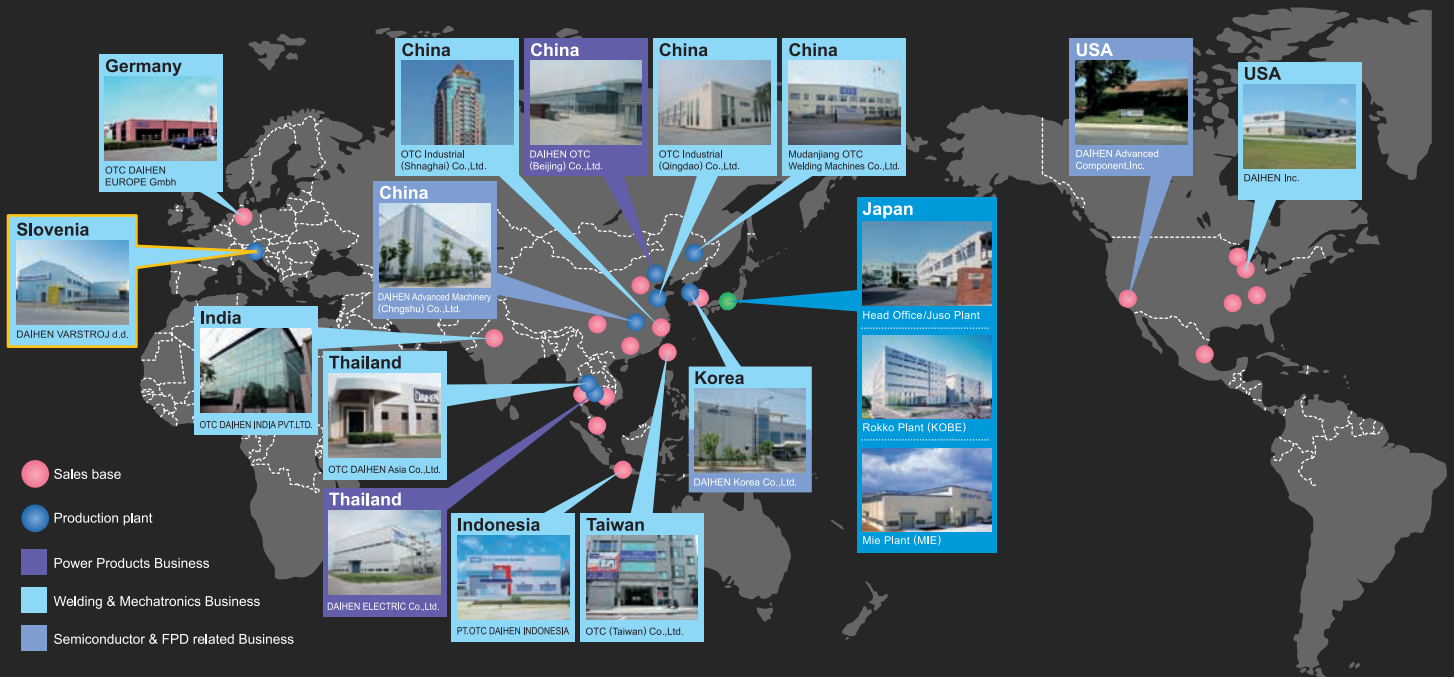 Germany
OTC DAIHEN
EUROPE Gmbh
China
OTC Industrial
(Shnaghai) Co.,Ltd.
China
DAIHEN OTC
(Beijing) Co.,Ltd.
China
OTC Industrial
(Qingdao) Co.,Ltd.
China
Mudanjiang OTC
Welding Machines Co.,Ltd.
USA
DAIHEN Advanced
Component,Inc.
USA
DAIHEN Inc.
Slovenia
DAIHEN VARSTROJ d.d.
China
DAIHEN Advanced Machinery
(Chngshu) Co.,Ltd.
Japan
Head Office/Juso Plant
Rokko Plant (KOBE)
Mie Plant (MIE)
India
OTC DAIHEN INDIA PVT.LTD.
Thailand
DAIHEN
OTC DAIHEN Asia Co.,Ltd.
Korea
DAIHEN Korea Co.,Ltd.
Thailand
DAIHEN ELECTRIC Co.,Ltd.
Indonesia
PT.OTC DAIHEN INDONESIA
Taiwan
OTC (Taiwan) Co.,Ltd.
Sales base
Production plant
Power Products Business
Welding & Mechatronics Business
Semiconductor & FPD related Business